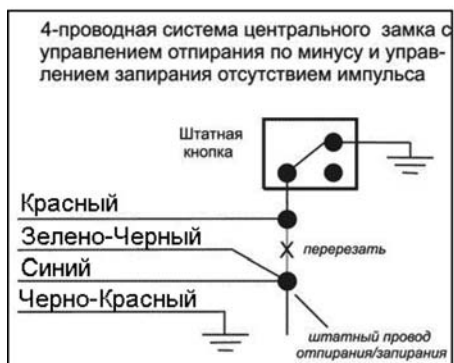 4-проводная система центрального замка с
управлением отпирания по минусу и управ-
лением запирания отсутствием импульса
Штатная
кнопка
Красный
Зелено-Черный
перерезать
Синий
Черно-Красный
штатный провод
отпирания/запирания